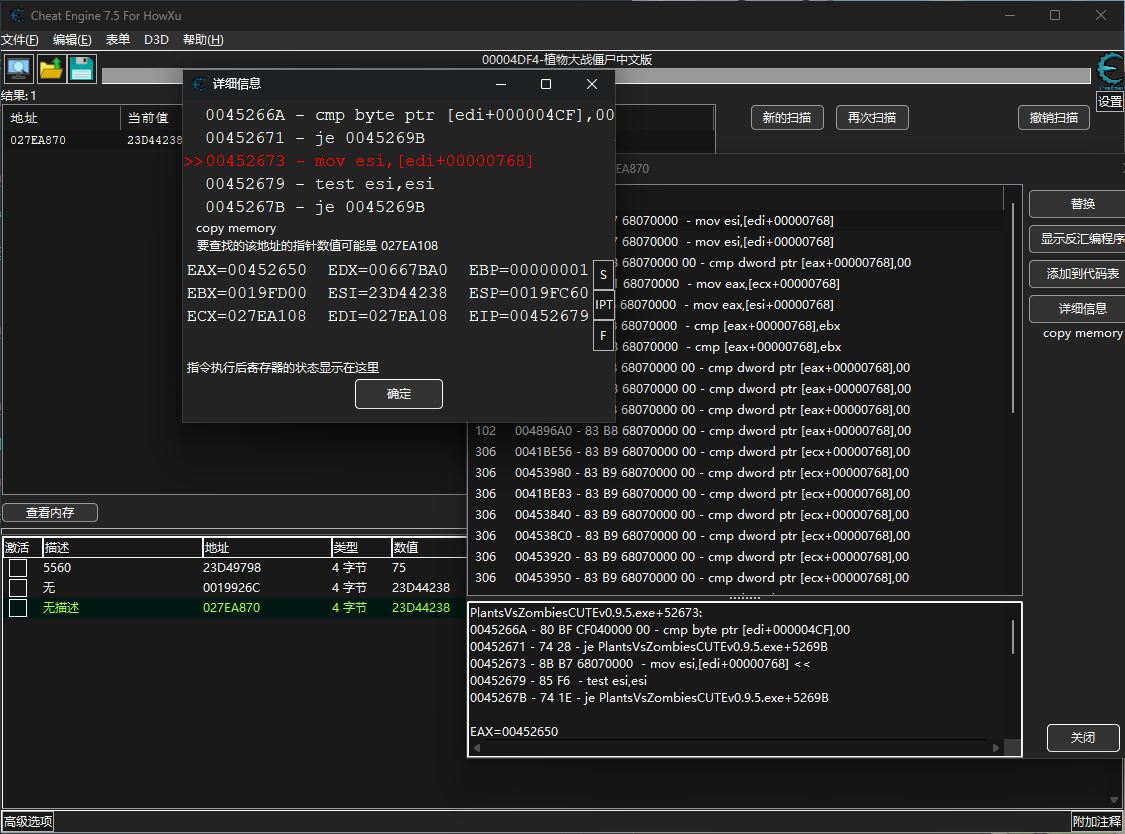 Cheat Engine 7.5 For HowXu
文件(F) 编辑(E) 表单 D3D 帮助(H)
00004DF4-植物大战僵尸中文版
结果:1
设置
地址 当前值
027EA870 23D44238
新的扫描 再次扫描 撤销扫描
详细信息
0045266A - cmp byte ptr [edi+000004CF],00
00452671 - je 0045269B
>>00452673 - mov esi,[edi+00000768]
00452679 - test esi,esi
0045267B - je 0045269B
copy memory
要查找的该地址的指针数值可能是 027EA108
EAX=00452650 EDX=00667BA0 EBP=00000001
EBX=0019FD00 ESI=23D44238 ESP=0019FC60
ECX=027EA108 EDI=027EA108 EIP=00452679
S
IPT
F
指令执行后寄存器的状态显示在这里
确定
EA870
68070000 - mov esi,[edi+00000768]
68070000 - mov esi,[edi+00000768]
68070000 00 - cmp dword ptr [eax+00000768],00
68070000 - mov eax,[ecx+00000768]
68070000 - mov eax,[esi+00000768]
68070000 - cmp [eax+00000768],ebx
68070000 - cmp [eax+00000768],ebx
68070000 00 - cmp dword ptr [eax+00000768],00
68070000 00 - cmp dword ptr [eax+00000768],00
68070000 00 - cmp dword ptr [eax+00000768],00
102 004896A0 - 83 B8 68070000 00 - cmp dword ptr [eax+00000768],00
306 0041BE56 - 83 B9 68070000 00 - cmp dword ptr [ecx+00000768],00
306 00453980 - 83 B9 68070000 00 - cmp dword ptr [ecx+00000768],00
306 0041BE83 - 83 B9 68070000 00 - cmp dword ptr [ecx+00000768],00
306 00453840 - 83 B9 68070000 00 - cmp dword ptr [ecx+00000768],00
306 004538C0 - 83 B9 68070000 00 - cmp dword ptr [ecx+00000768],00
306 00453920 - 83 B9 68070000 00 - cmp dword ptr [ecx+00000768],00
306 00453950 - 83 B9 68070000 00 - cmp dword ptr [ecx+00000768],00
替换
显示反汇编程序
添加到代码表
详细信息
copy memory
查看内存
激活 描述 地址 类型 数值
5560 23D49798 4 字节 75
无 0019926C 4 字节 23D44238
无描述 027EA870 4 字节 23D44238
PlantsVsZombiesCUTEv0.9.5.exe+52673:
0045266A - 80 BF CF040000 00 - cmp byte ptr [edi+000004CF],00
00452671 - 74 28 - je PlantsVsZombiesCUTEv0.9.5.exe+5269B
00452673 - 8B B7 68070000 - mov esi,[edi+00000768] <<
00452679 - 85 F6 - test esi,esi
0045267B - 74 1E - je PlantsVsZombiesCUTEv0.9.5.exe+5269B
EAX=00452650
关闭
高级选项 附加注释